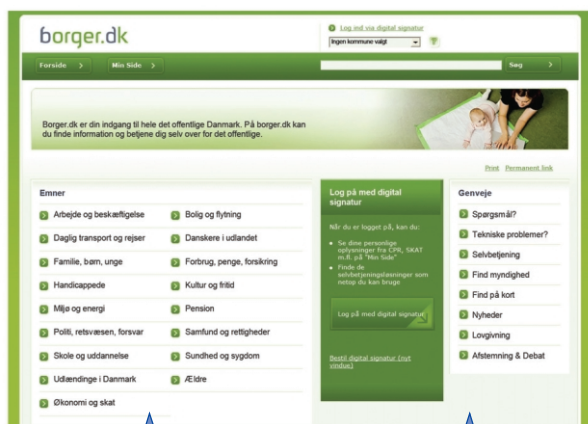 borger.dk
Log ind via digital signatur
Ingen kommune valgt
Forside >
Min Side >
Søg >
Borger.dk er din indgang til hele det offentlige Danmark. På borger.dk kan
du finde information og betjene dig selv over for det offentlige.
Print Permanent link
Emner
Arbejde og beskæftigelse
Daglig transport og rejser
Familie, børn, unge
Handicappede
Miljø og energi
Politi, retsvæsen, forsvar
Skole og uddannelse
Udlændinge i Danmark
Økonomi og skat
Bolig og flytning
Danskere i udlandet
Forbrug, penge, forsikring
Kultur og fritid
Pension
Samfund og rettigheder
Sundhed og sygdom
Ældre
Log på med digital
signatur
Når du er logget på, kan du:
Se dine personlige
oplysninger fra CPR, SKAT
m.fl. på "Min Side"
Finde de
selvbetjeningsløsninger som
netop du kan bruge
Log på med digital signatur
Bestil digital signatur (nyt
vindue)
Genveje
Spørgsmål?
Tekniske problemer?
Selvbetjening
Find myndighed
Find på kort
Nyheder
Lovgivning
Afstemning & Debat